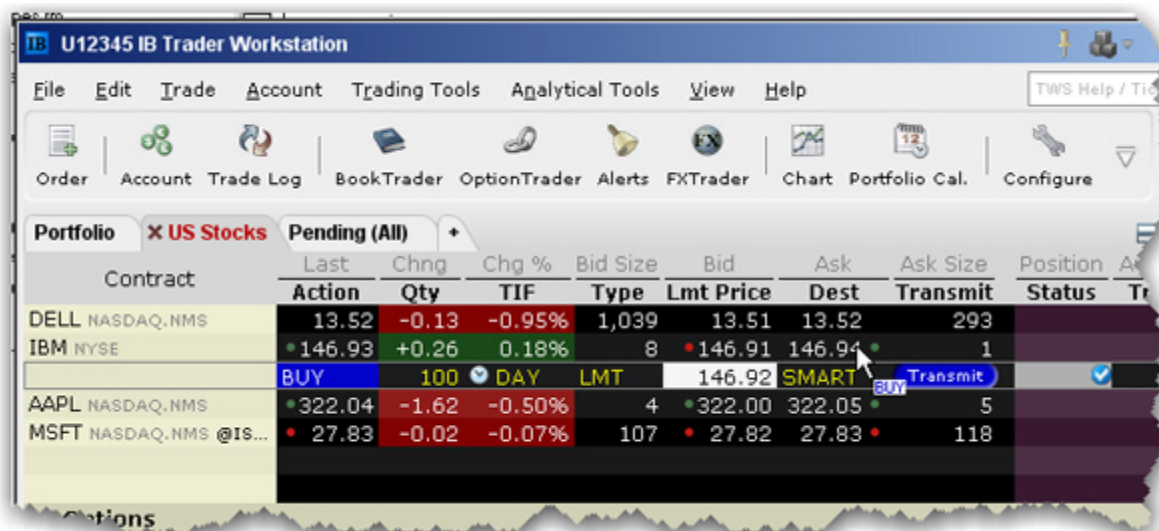 IB U12345 IB Trader Workstation
File Edit Trade Account Trading Tools Analytical Tools View Help TWS Help / Tic
Order Account Trade Log BookTrader OptionTrader Alerts FX FXTrader Chart 12 Portfolio Cal. Configure
Portfolio X US Stocks Pending (All) +
Contract
Last Chng Chg % Bid Size Bid Ask Ask Size Position
Action Qty TIF Type Lmt Price Dest Transmit Status
DELL NASDAQ.NMS 13.52 -0.13 -0.95% 1,039 13.51 13.52 293
IBM NYSE 146.93 +0.26 0.18% 8 146.91 146.94 1
BUY 100 DAY LMT 146.92 SMART Transmit
BUY
AAPL NASDAQ.NMS 322.04 -1.62 -0.50% 4 322.00 322.05 5
MSFT NASDAQ.NMS @IS... 27.83 -0.02 -0.07% 107 27.82 27.83 118